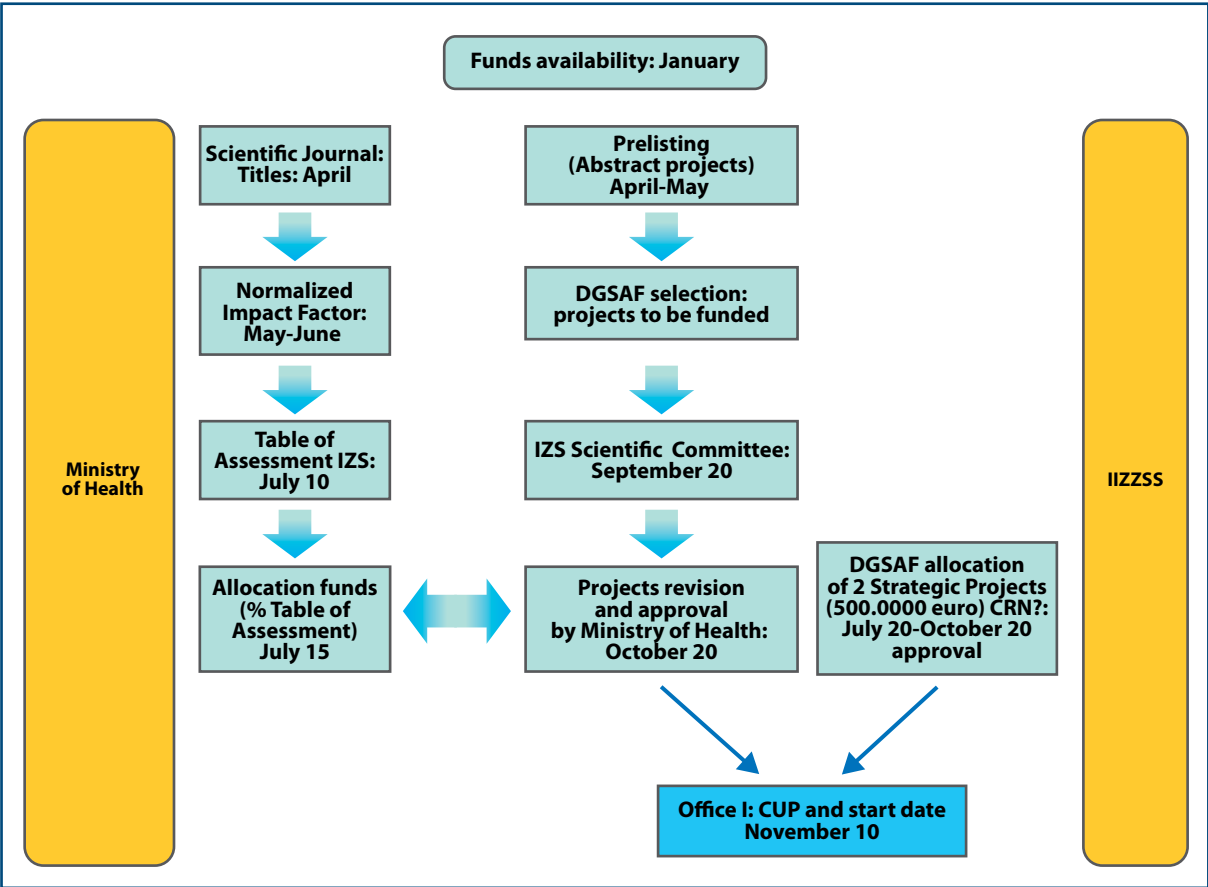 Funds availability: January
Ministry
of Health
Scientific Journal:
Titles: April
Normalized
Impact Factor:
May-June
Table of
Assessment IZS:
July 10
Allocation funds
(% Table of
Assessment)
July 15
Prelisting
(Abstract projects)
April-May
DGSAF selection:
projects to be funded
IZS Scientific Committee:
September 20
Projects revision
and approval
by Ministry of Health:
October 20
DGSAF allocation
of 2 Strategic Projects
(500.0000 euro) CRN?:
July 20-October 20
approval
Office I: CUP and start date
November 10
IIZZSS